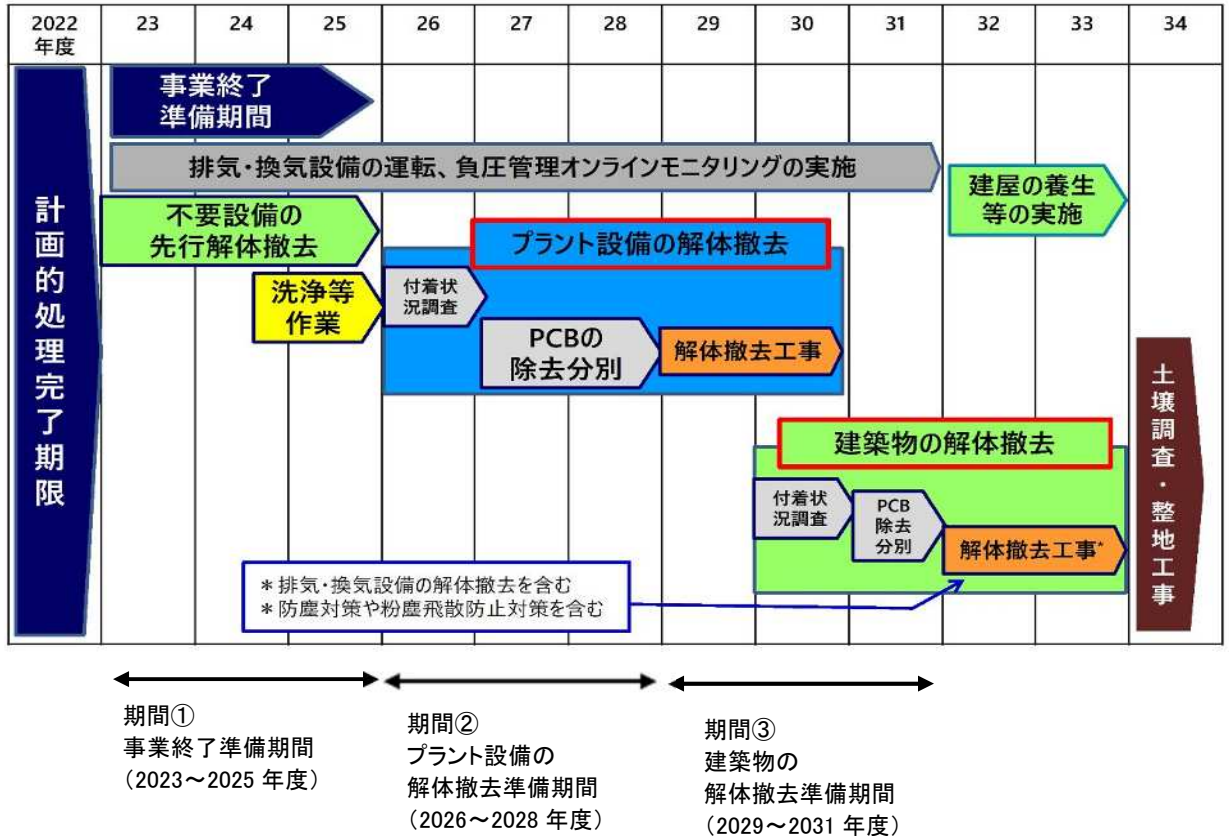 2022
年度
23
24
25
26
27
28
29
30
31
32
33
34
計画的処理完了期限
事業終了
準備期間
排気・換気設備の運転、負圧管理オンラインモニタリングの実施
建屋の養生
等の実施
不要設備の
先行解体撤去
プラント設備の解体撤去
洗浄等
作業
付着状
況調査
PCBの
除去分別
解体撤去工事
建築物の解体撤去
付着状
況調査
PCB
除去
分別
解体撤去工事*
土壌調査・整地工事
*排気・換気設備の解体撤去を含む
*防塵対策や粉塵飛散防止対策を含む
期間①
事業終了準備期間
(2023~2025 年度)
期間②
プラント設備の
解体撤去準備期間
(2026~2028 年度)
期間③
建築物の
解体撤去準備期間
(2029~2031 年度)